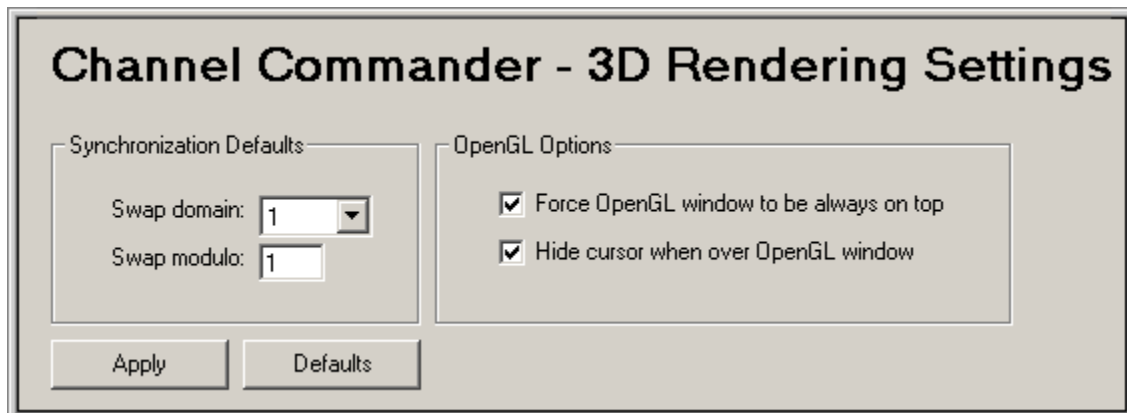 Channel Commander - 3D Rendering Settings
Synchronization Defaults
Swap domain: 1
Swap modulo: 1
OpenGL Options
Force OpenGL window to be always on top
Hide cursor when over OpenGL window
Apply
Defaults